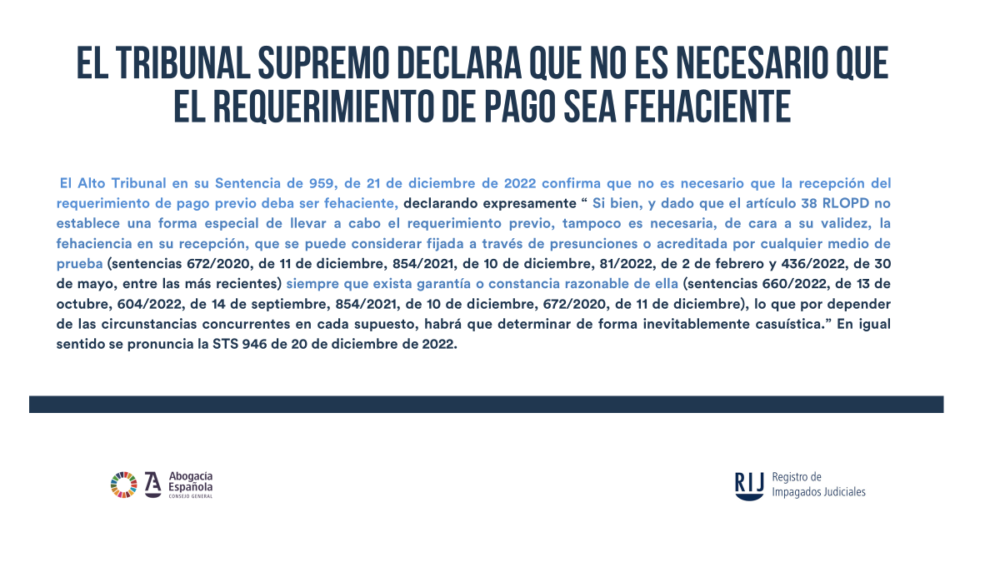 EL TRIBUNAL SUPREMO DECLARA QUE NO ES NECESARIO QUE
EL REQUERIMIENTO DE PAGO SEA FEHACIENTE
El Alto Tribunal en su Sentencia de 959, de 21 de diciembre de 2022 confirma que no es necesario que la recepción del
requerimiento de pago previo deba ser fehaciente, declarando expresamente “ Si bien, y dado que el artículo 38 RLOPD no
establece una forma especial de llevar a cabo el requerimiento previo, tampoco es necesaria, de cara a su validez, la
fehaciencia en su recepción, que se puede considerar fijada a través de presunciones o acreditada por cualquier medio de
prueba (sentencias 672/2020, de 11 de diciembre, 854/2021, de 10 de diciembre, 81/2022, de 2 de febrero y 436/2022, de 30
de mayo, entre las más recientes) siempre que exista garantía o constancia razonable de ella (sentencias 660/2022, de 13 de
octubre, 604/2022, de 14 de septiembre, 854/2021, de 10 de diciembre, 672/2020, de 11 de diciembre), lo que por depender
de las circunstancias concurrentes en cada supuesto, habrá que determinar de forma inevitablemente casuística.” En igual
sentido se pronuncia la STS 946 de 20 de diciembre de 2022.
Abogacía
Española
CONSEJO GENERAL
RIJ
Registro de
Impagados Judiciales